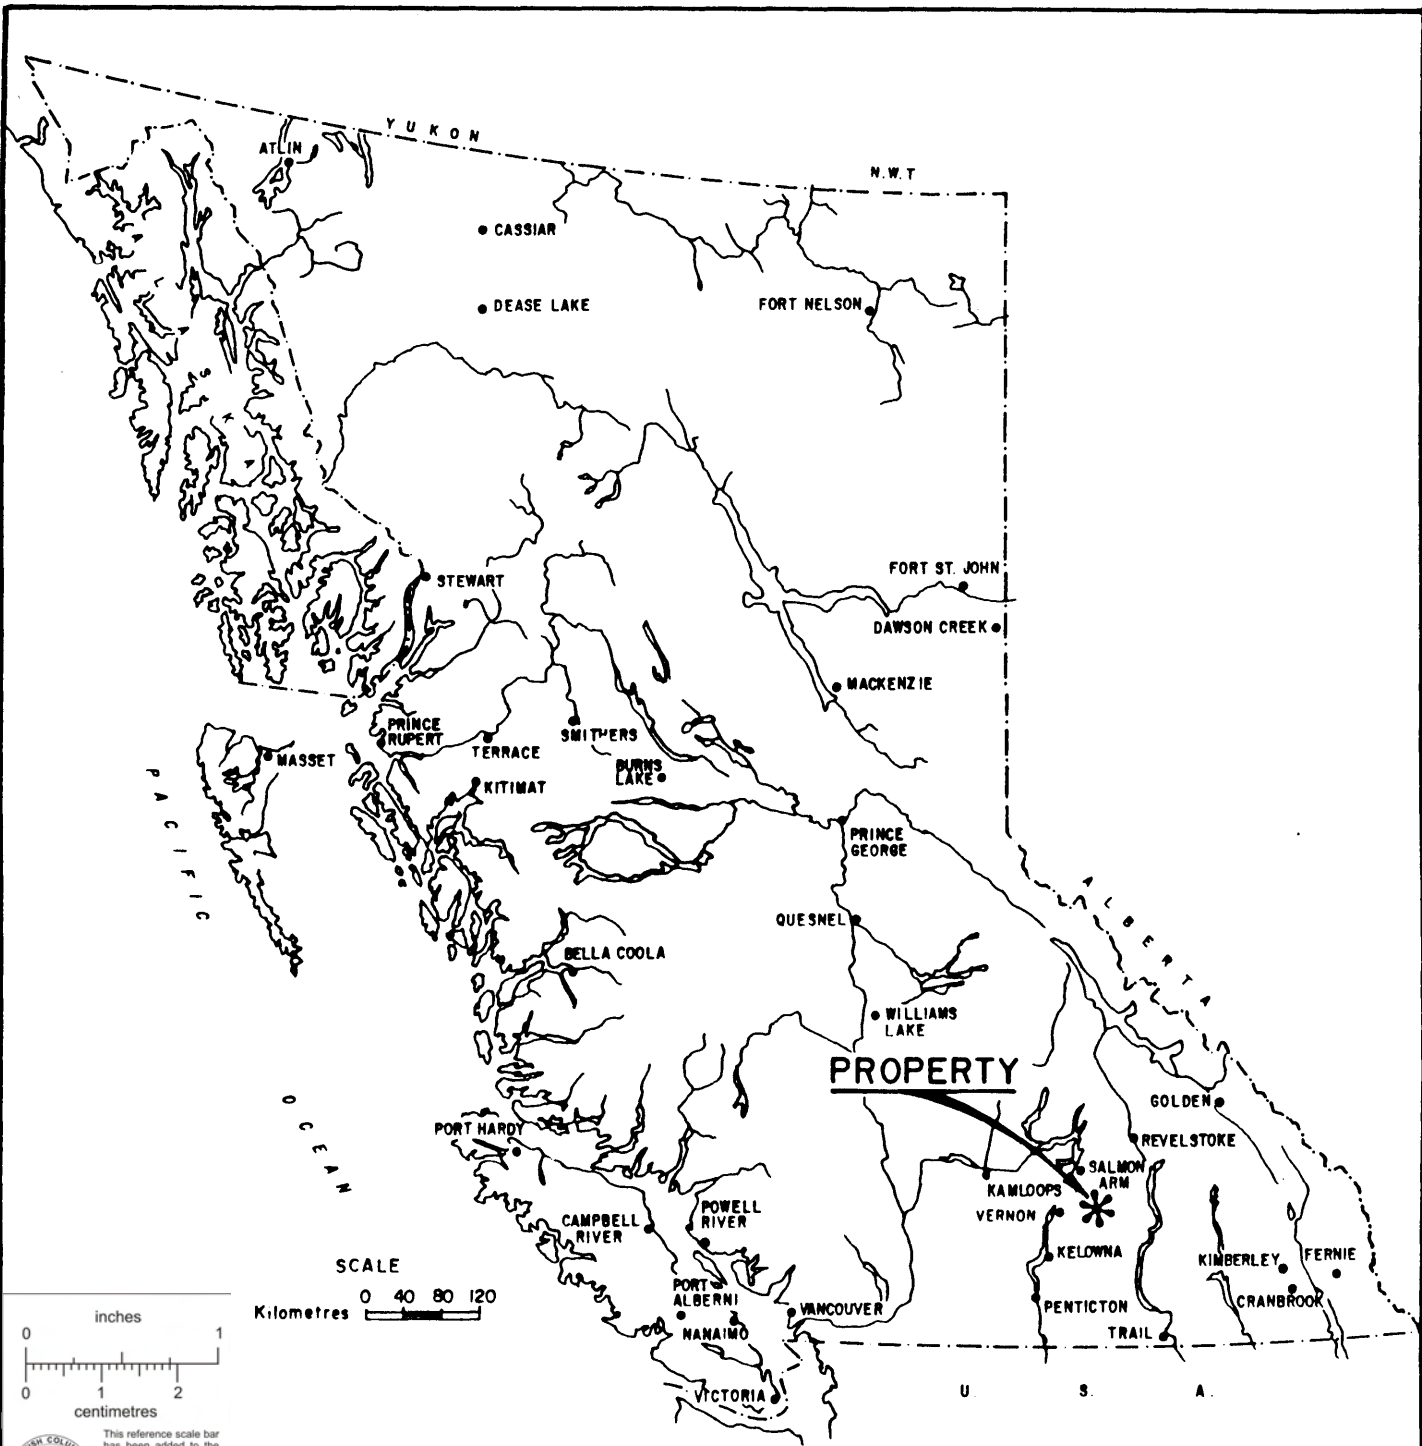 YUKON
N.W.T
ATLIN
CASSIAR
DEASE LAKE
FORT NELSON
ALASKA
STEWART
FORT ST. JOHN
DAWSON CREEK
MACKENZIE
PRINCE
RUPERT
TERRACE
SMITHERS
MASSET
KITIMAT
BURNS
LAKE
PACIFIC
PRINCE
GEORGE
ALBERTA
QUESNEL
BELLA COOLA
WILLIAMS
LAKE
PROPERTY
OCEAN
GOLDEN
PORT HARDY
REVELSTOKE
SALMON
ARM
KAMLOOPS
VERNON
CAMPBELL
RIVER
POWELL
RIVER
KELOWNA
KIMBERLEY
FERNIE
SCALE
Kilometres 0 40 80 120
PORT
ALBERNI
NANAIMO
VANCOUVER
PENTICTON
CRANBROOK
TRAIL
VICTORIA
U. S. A.
inches
0 1
0 1 2
centimetres
This reference scale bar
has been added to the